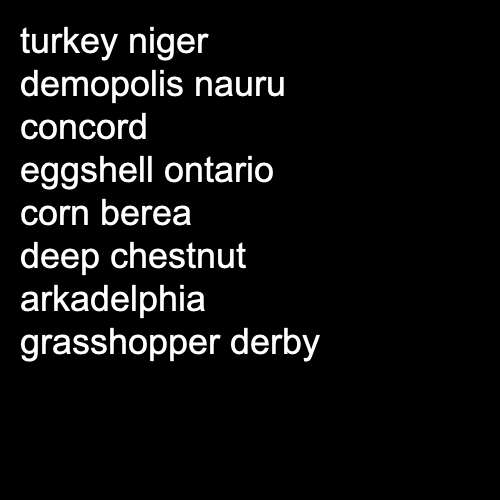 turkey niger
demopolis nauru
concord
eggshell ontario
corn berea
deep chestnut
arkadelphia
grasshopper derby